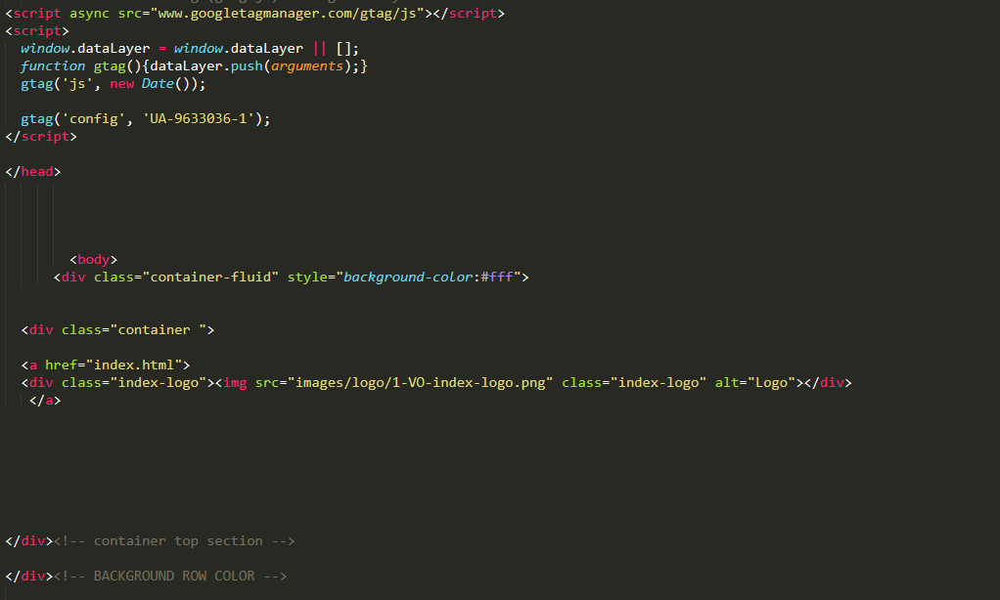 <script async src="www.googletagmanager.com/gtag/js"></script>
<script>
window.dataLayer = window.dataLayer || [];
function gtag(){dataLayer.push(arguments);}
gtag('js', new Date());
gtag('config', 'UA-9633036-1');
</script>
</head>
<body>
<div class="container-fluid" style="background-color:#fff">
<div class="container ">
<a href="index.html">
<div class="index-logo"><img src="images/logo/1-VO-index-logo.png" class="index-logo" alt="Logo"></div>
</a>
</div><!-- container top section -->
</div><!-- BACKGROUND ROW COLOR -->